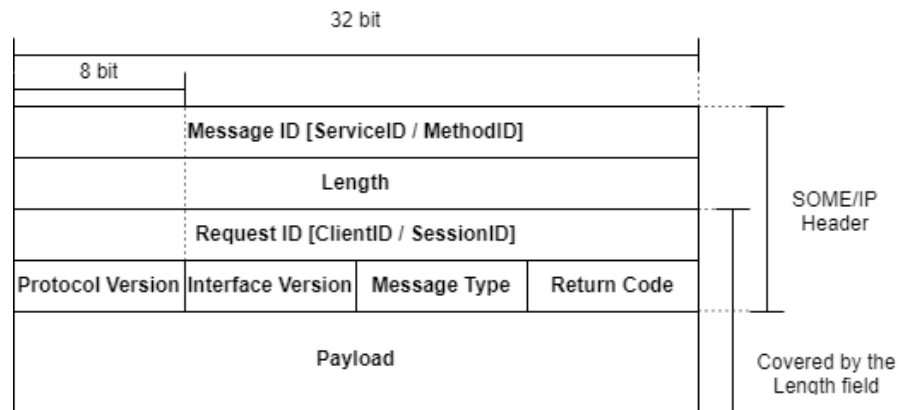 32 bit
8 bit
Message ID [ServiceID / MethodID]
Length
Request ID [ClientID / SessionID]
Protocol Version Interface Version Message Type Return Code
Payload
SOME/IP
Header
Covered by the
Length field